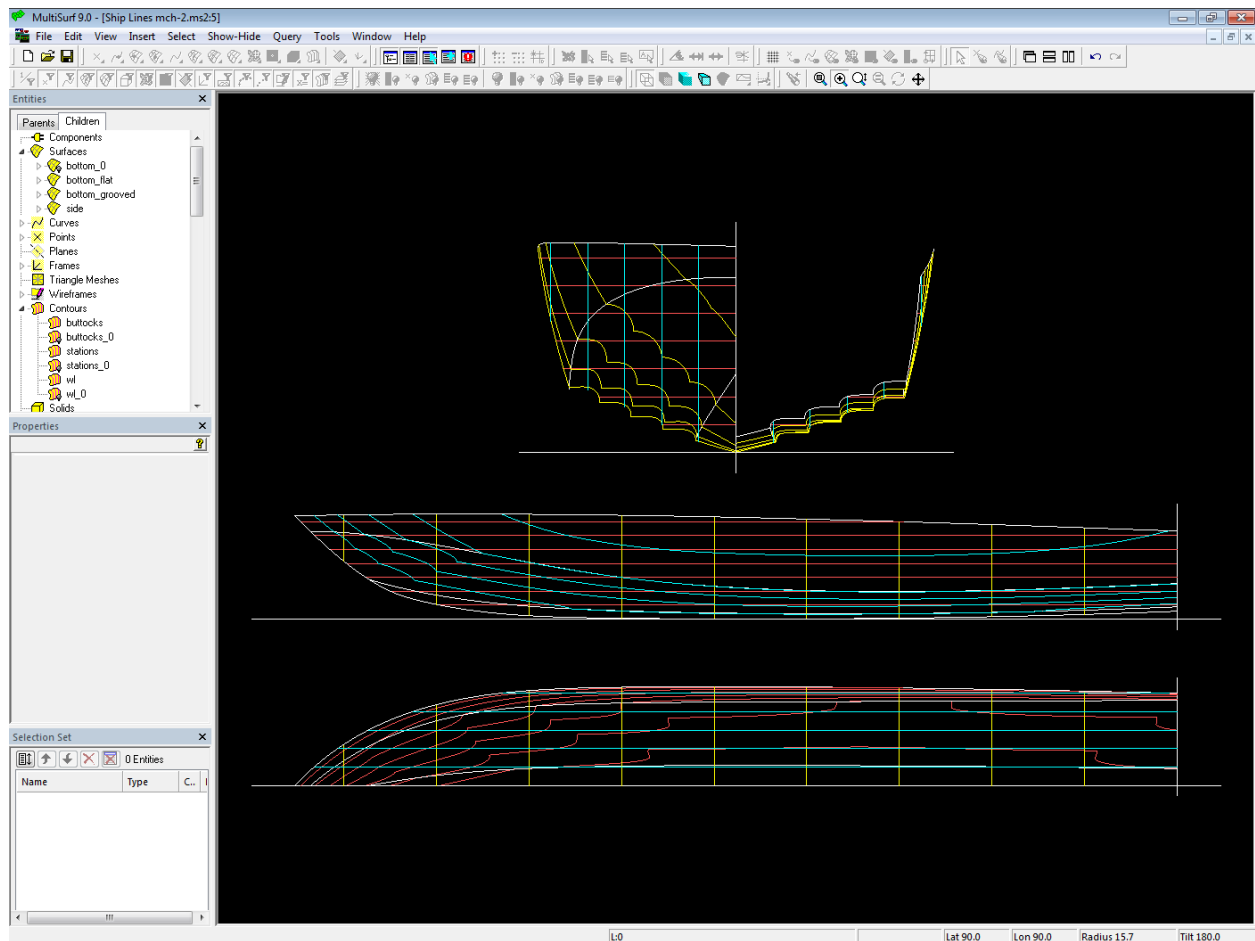 MultiSurf 9.0 - [Ship Lines mch-2.ms2:5]
File Edit View Insert Select Show-Hide Query Tools Window Help
Entities
Parents Children
Components
Surfaces
bottom_0
bottom_flat
bottom_grooved
side
Curves
Points
Planes
Frames
Triangle Meshes
Wireframes
Contours
buttocks
buttocks_0
stations
stations_0
wl
wl_0
Solids
Properties
Selection Set
0 Entities
Name Type C..
L:0 Lat 90.0 Lon 90.0 Radius 15.7 Tilt 180.0